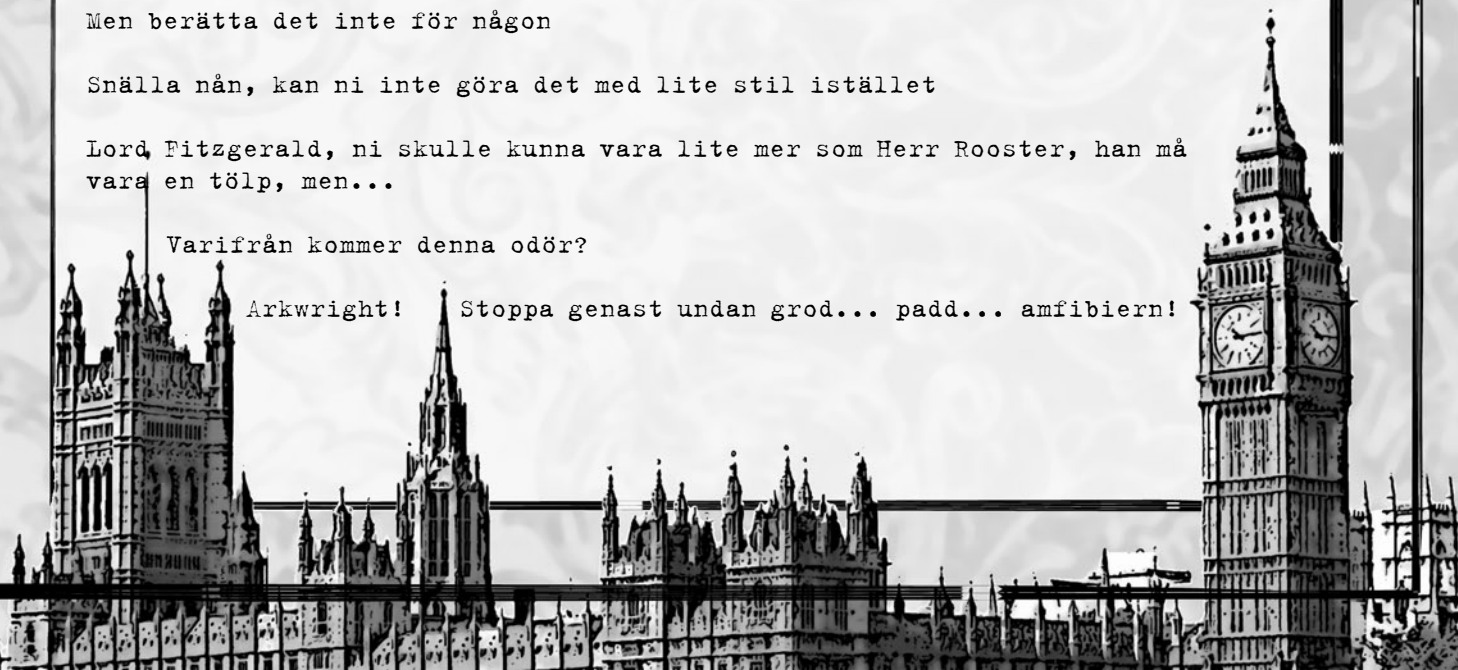 Men berätta det inte för någon
Snälla nån, kan ni inte göra det med lite stil istället
Lord Fitzgerald, ni skulle kunna vara lite mer som Herr Rooster, han må
vara en tölp, men...
Varifrån kommer denna odör?
Arkwright! Stoppa genast undan grod... padd... amfibiern!